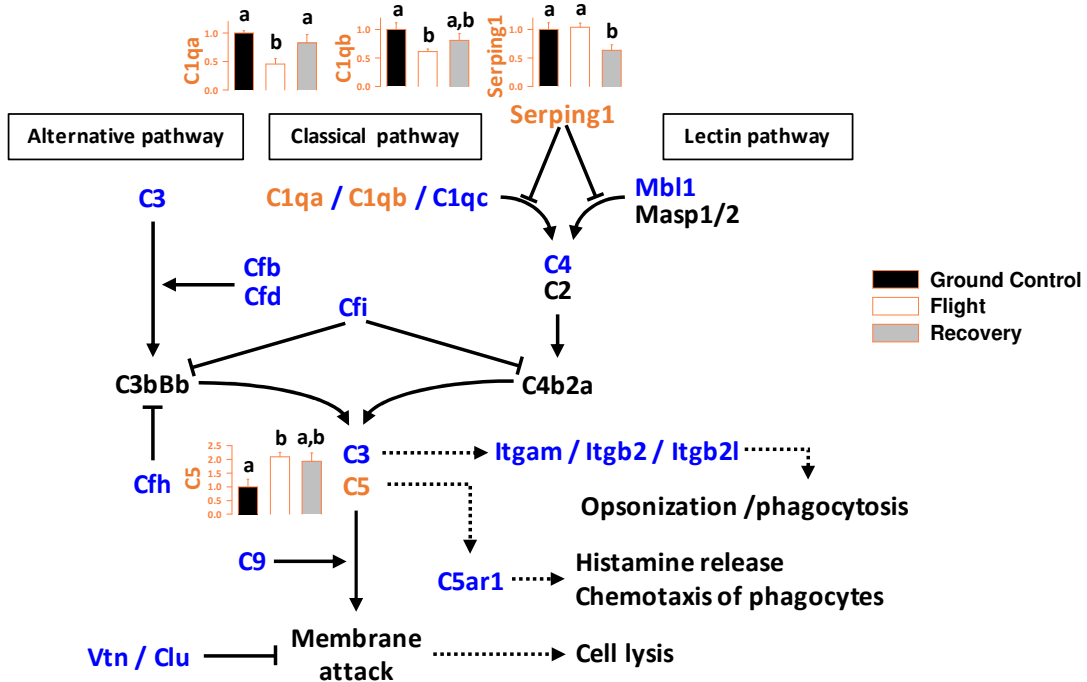 a
b
a
C1qa
1.0
0.5
0.0
a
b
a,b
C1qb
1.0
0.5
0.0
a
a
b
Serping1
1.0
0.5
0.0
Serping1
Alternative pathway
Classical pathway
Lectin pathway
C3
C1qa / C1qb / C1qc
Mbl1
Masp1/2
Cfb
Cfd
C4
C2
Cfi
Ground Control
Flight
Recovery
C3bBb
C4b2a
a
b
a,b
C5
2.5
2.0
1.5
1.0
0.5
0.0
Cfh
C3
C5
Itgam / Itgb2 / Itgb2l
Opsonization /phagocytosis
C9
C5ar1
Histamine release
Chemotaxis of phagocytes
Vtn / Clu
Membrane
attack
Cell lysis